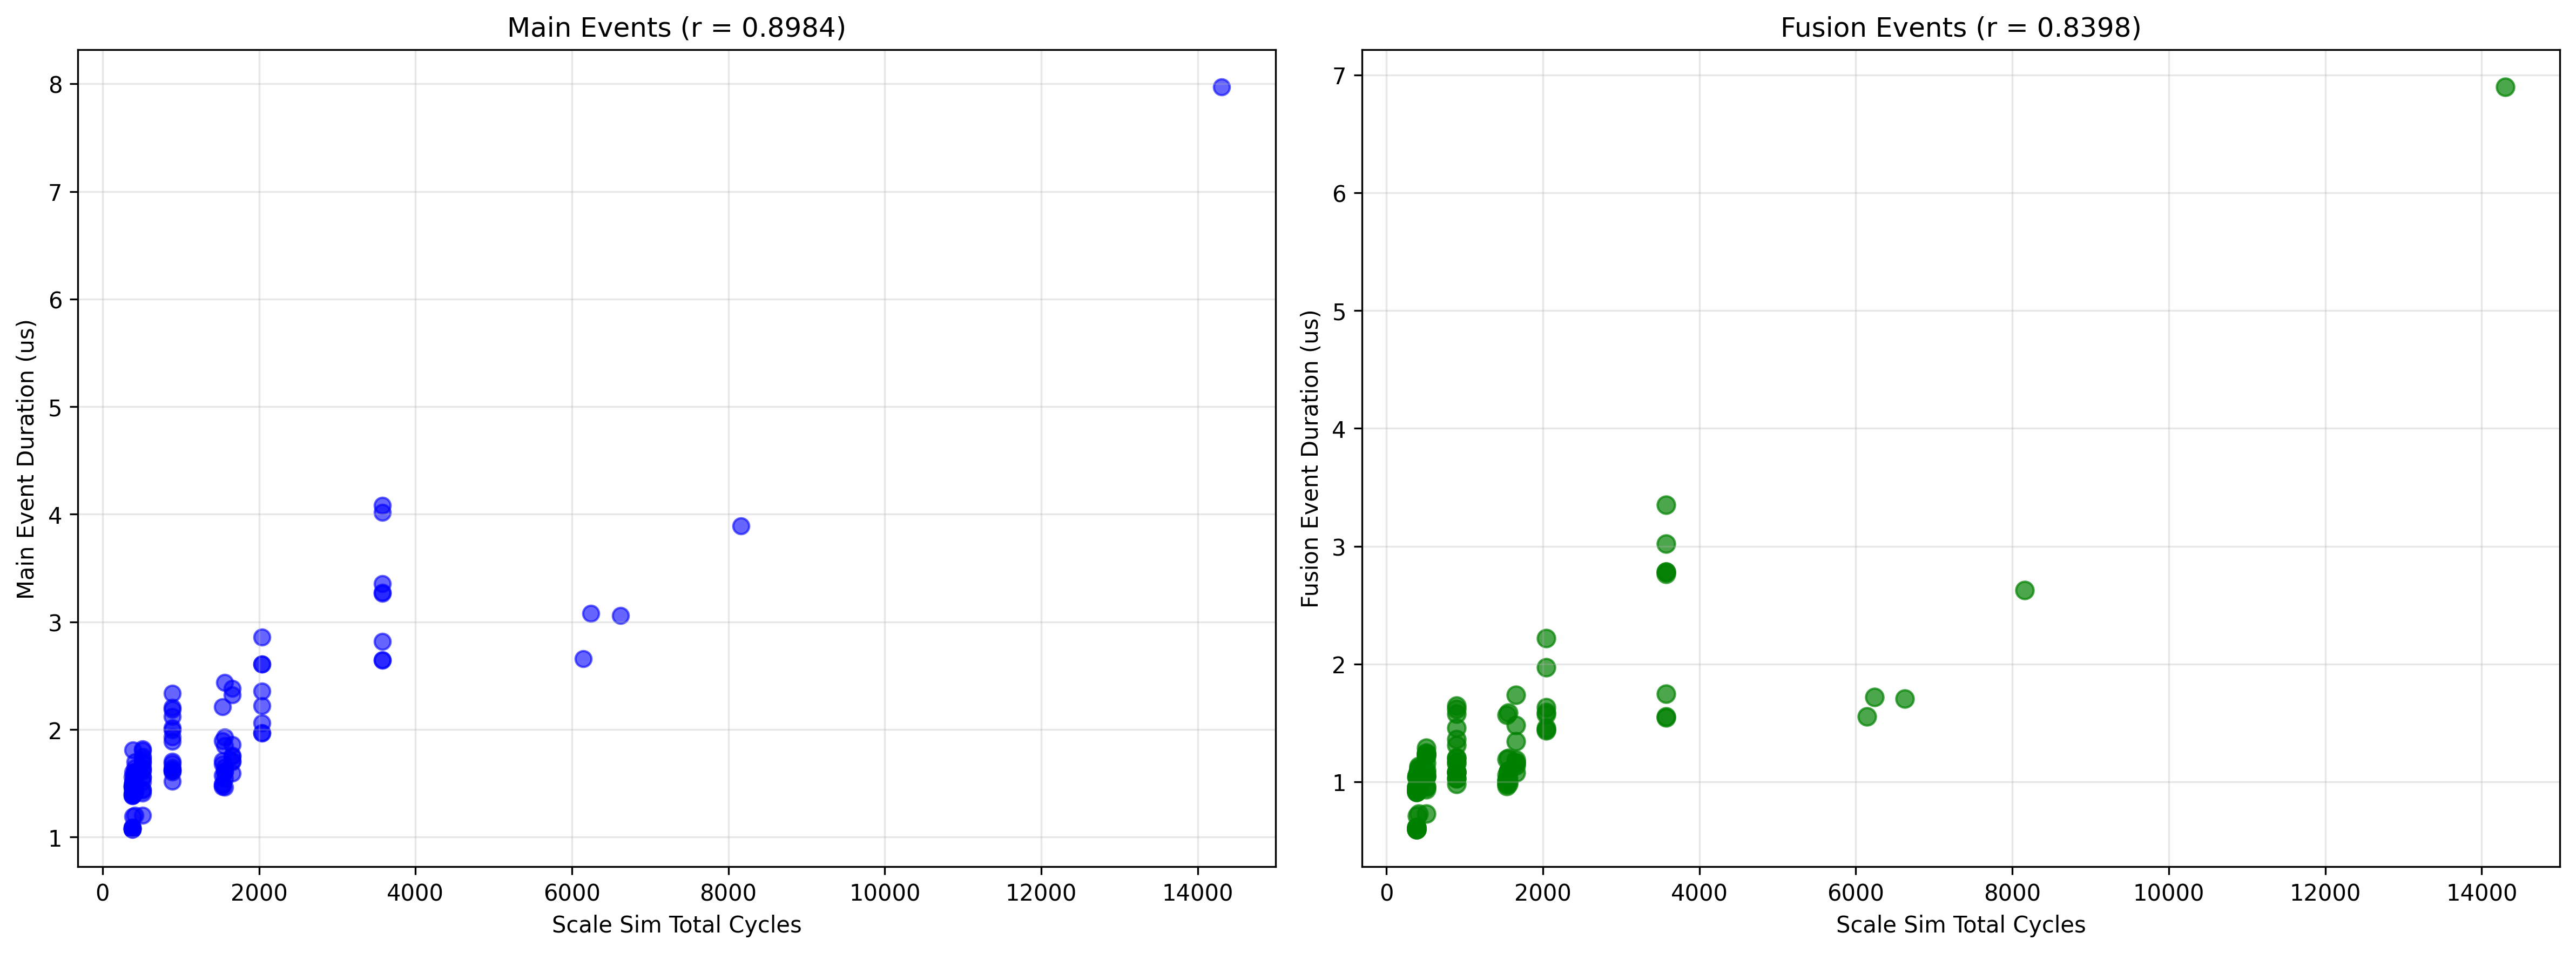 Main Events (r = 0.8984)
8
7
6
5
4
3
2
1
Main Event Duration (us)
0 2000 4000 6000 8000 10000 12000 14000
Scale Sim Total Cycles
Fusion Events (r = 0.8398)
7
6
5
4
3
2
1
Fusion Event Duration (us)
0 2000 4000 6000 8000 10000 12000 14000
Scale Sim Total Cycles